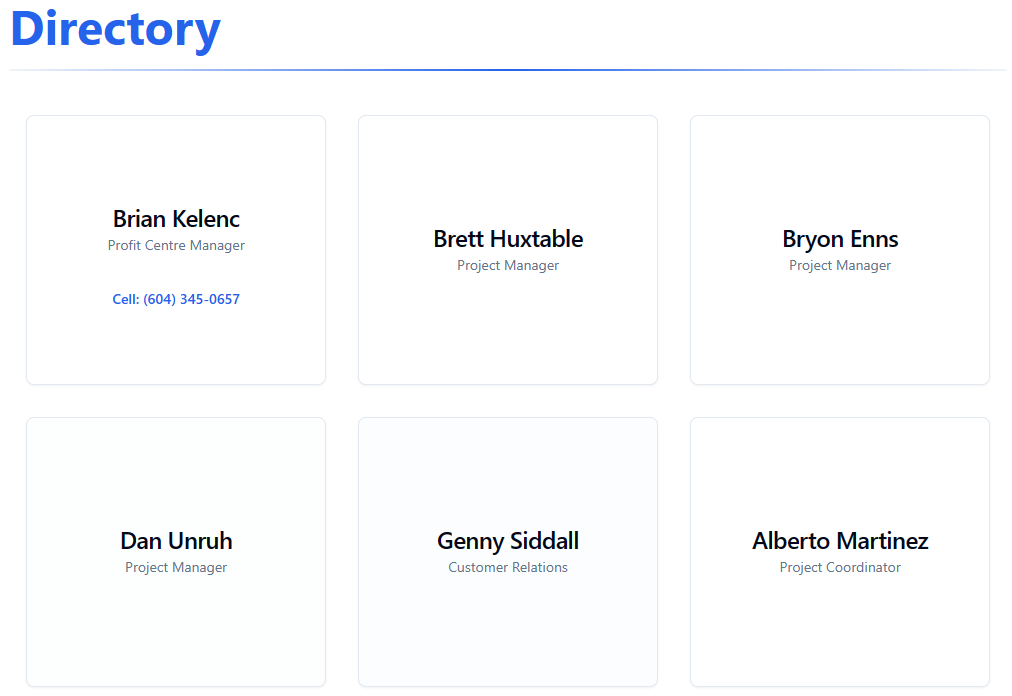 Directory
Brian Kelenc
Profit Centre Manager
Cell: (604) 345-0657
Brett Huxtable
Project Manager
Bryon Enns
Project Manager
Dan Unruh
Project Manager
Genny Siddall
Customer Relations
Alberto Martinez
Project Coordinator